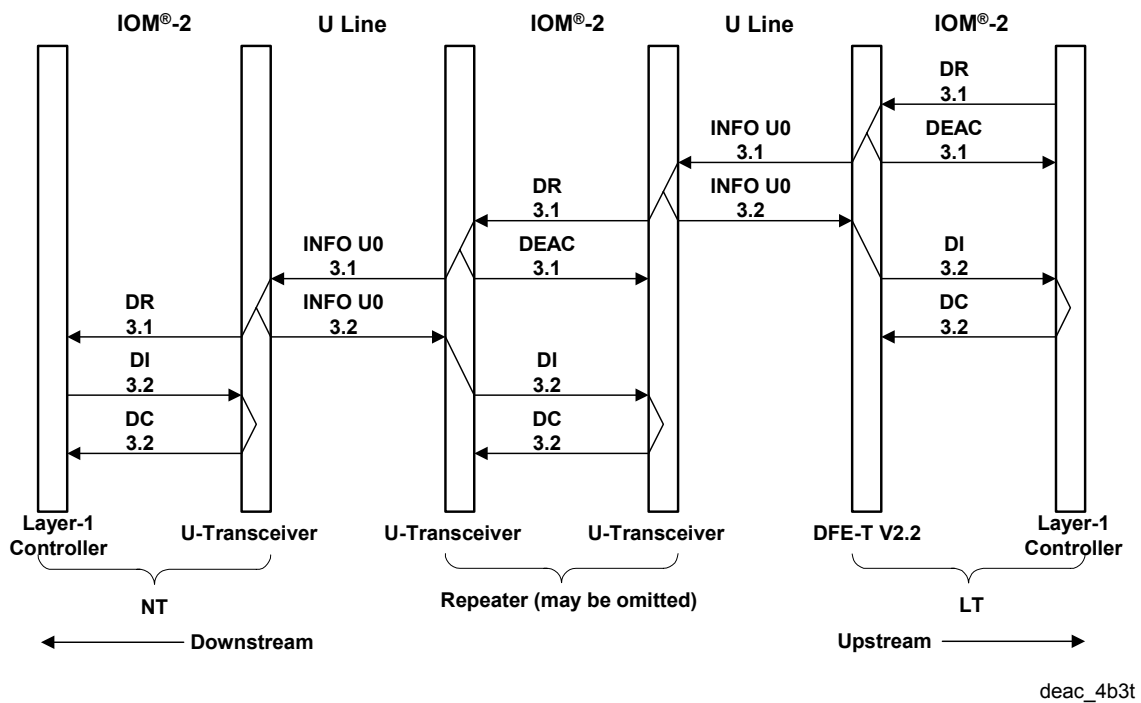 IOM®-2
U Line
IOM®-2
U Line
IOM®-2
DR
3.1
INFO U0
3.1
DEAC
3.1
DR
3.1
INFO U0
3.2
INFO U0
3.1
DEAC
3.1
DI
3.2
DR
3.1
INFO U0
3.2
DC
3.2
DI
3.2
DI
3.2
DC
3.2
DC
3.2
Layer-1
Controller
U-Transceiver
U-Transceiver
U-Transceiver
DFE-T V2.2
Layer-1
Controller
NT
Repeater (may be omitted)
LT
Downstream
Upstream
deac_4b3t